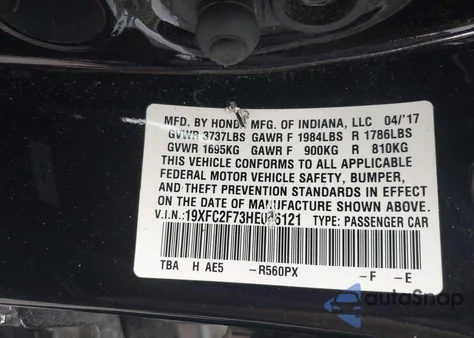 MFD. BY HONDA MFG. OF INDIANA, LLC 04/'17
GVWR 3737LBS GAWR F 1984LBS R 1786LBS
GVWR 1695KG GAWR F 900KG R 810KG
THIS VEHICLE CONFORMS TO ALL APPLICABLE
FEDERAL MOTOR VEHICLE SAFETY, BUMPER,
AND THEFT PREVENTION STANDARDS IN EFFECT
ON THE DATE OF MANUFACTURE SHOWN ABOVE.
V.I.N.: TYPE: PASSENGER CAR
TBA H AE5 -R560PX -F -E
autoSnap